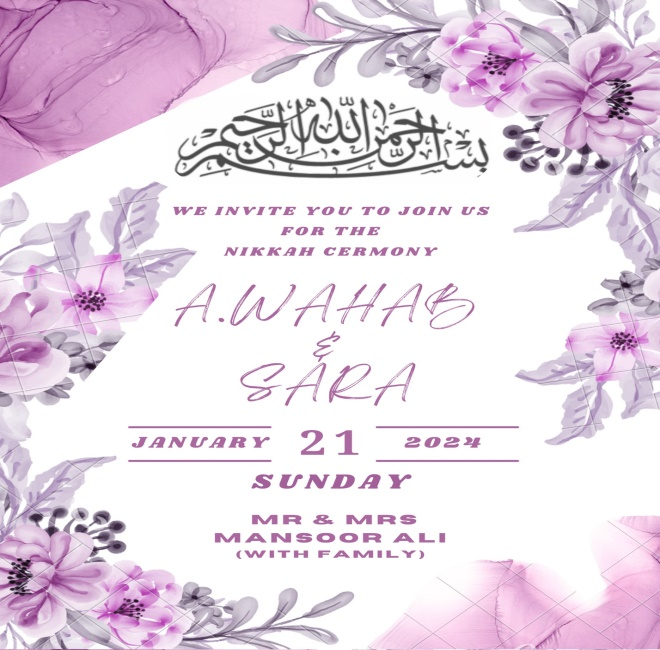 بسم الله الرحمن الرحيم
WE INVITE YOU TO JOIN US
FOR THE
NIKKAH CERMONY
A.WAHAB
&
SARA
JANUARY 21 2024
SUNDAY
MR & MRS
MANSOOR ALI
(WITH FAMILY)